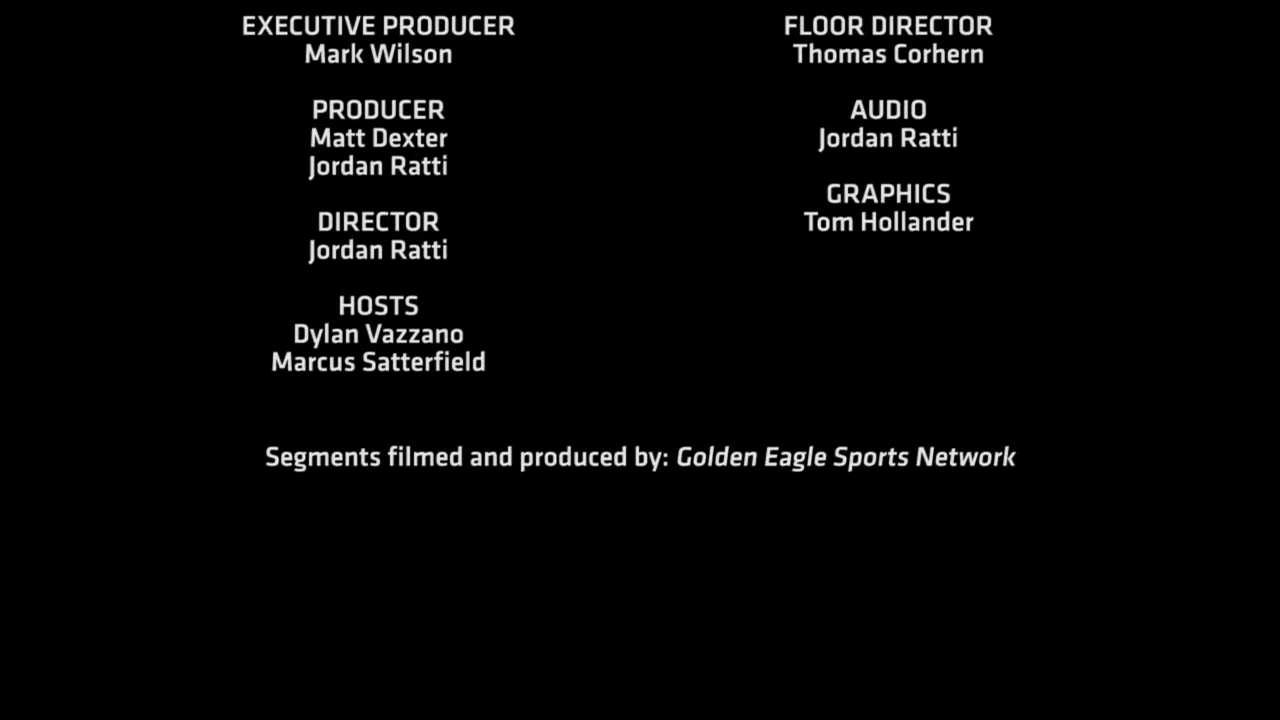 EXECUTIVE PRODUCER
Mark Wilson
PRODUCER
Matt Dexter
Jordan Ratti
DIRECTOR
Jordan Ratti
HOSTS
Dylan Vazzano
Marcus Satterfield
FLOOR DIRECTOR
Thomas Corhern
AUDIO
Jordan Ratti
GRAPHICS
Tom Hollander
Segments filmed and produced by: Golden Eagle Sports Network